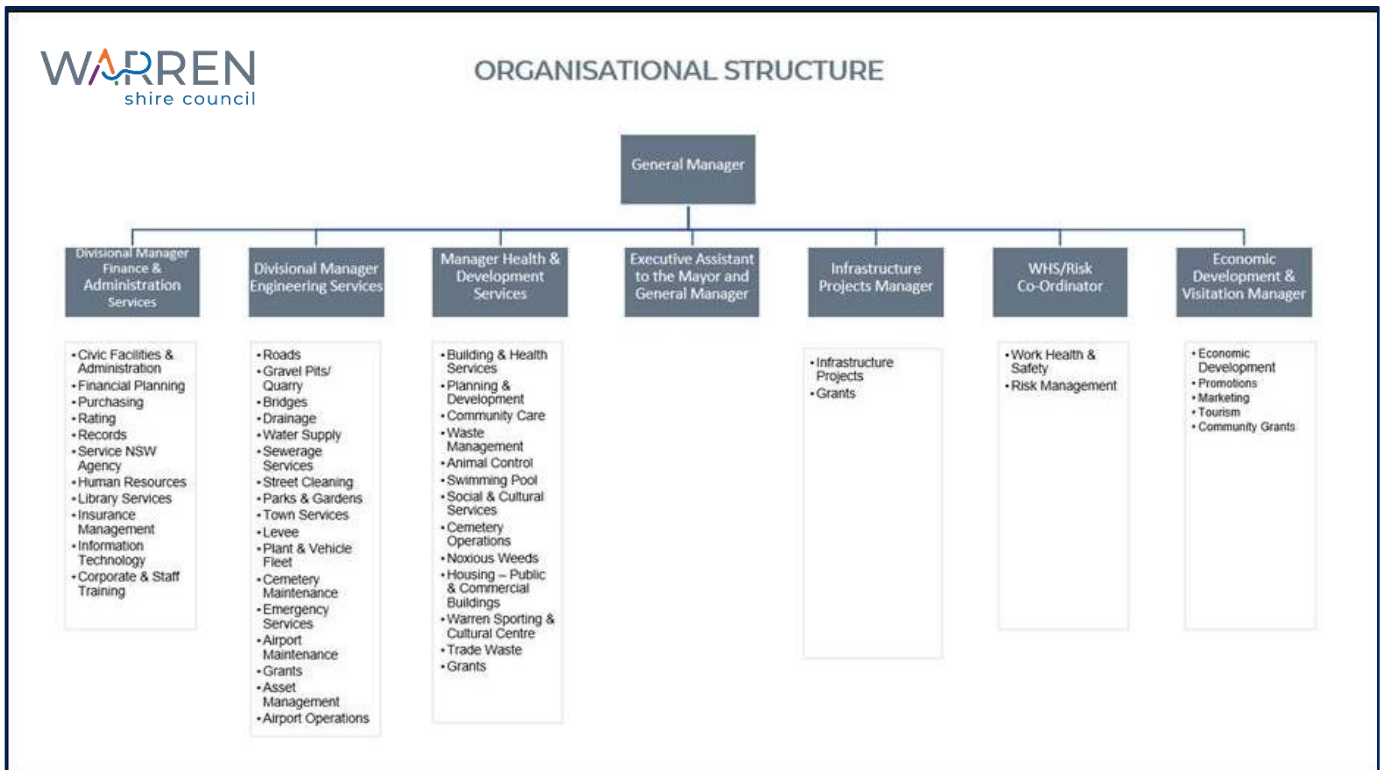 WARREN
shire council
ORGANISATIONAL STRUCTURE
General Manager
Divisional Manager
Finance &
Administration
Services
Divisional Manager
Engineering Services
Manager Health &
Development
Services
Executive Assistant
to the Mayor and
General Manager
Infrastructure
Projects Manager
WHS/Risk
Co-Ordinator
Economic
Development &
Visitation Manager
• Civic Facilities &
Administration
• Financial Planning
• Purchasing
• Rating
• Records
• Service NSW
Agency
• Human Resources
• Library Services
• Insurance
Management
• Information
Technology
• Corporate & Staff
Training
• Roads
• Gravel Pits/
Quarry
• Bridges
• Drainage
• Water Supply
• Sewerage
Services
• Street Cleaning
• Parks & Gardens
• Town Services
• Levee
• Plant & Vehicle
Fleet
• Cemetery
Maintenance
• Emergency
Services
• Airport
Maintenance
• Grants
• Asset
Management
• Airport Operations
• Building & Health
Services
• Planning &
Development
• Community Care
• Waste
Management
• Animal Control
• Swimming Pool
• Social & Cultural
Services
• Cemetery
Operations
• Noxious Weeds
• Housing – Public
& Commercial
Buildings
• Warren Sporting &
Cultural Centre
• Trade Waste
• Grants
• Infrastructure
Projects
• Grants
• Work Health &
Safety
• Risk Management
• Economic
Development
• Promotions
• Marketing
• Tourism
• Community Grants